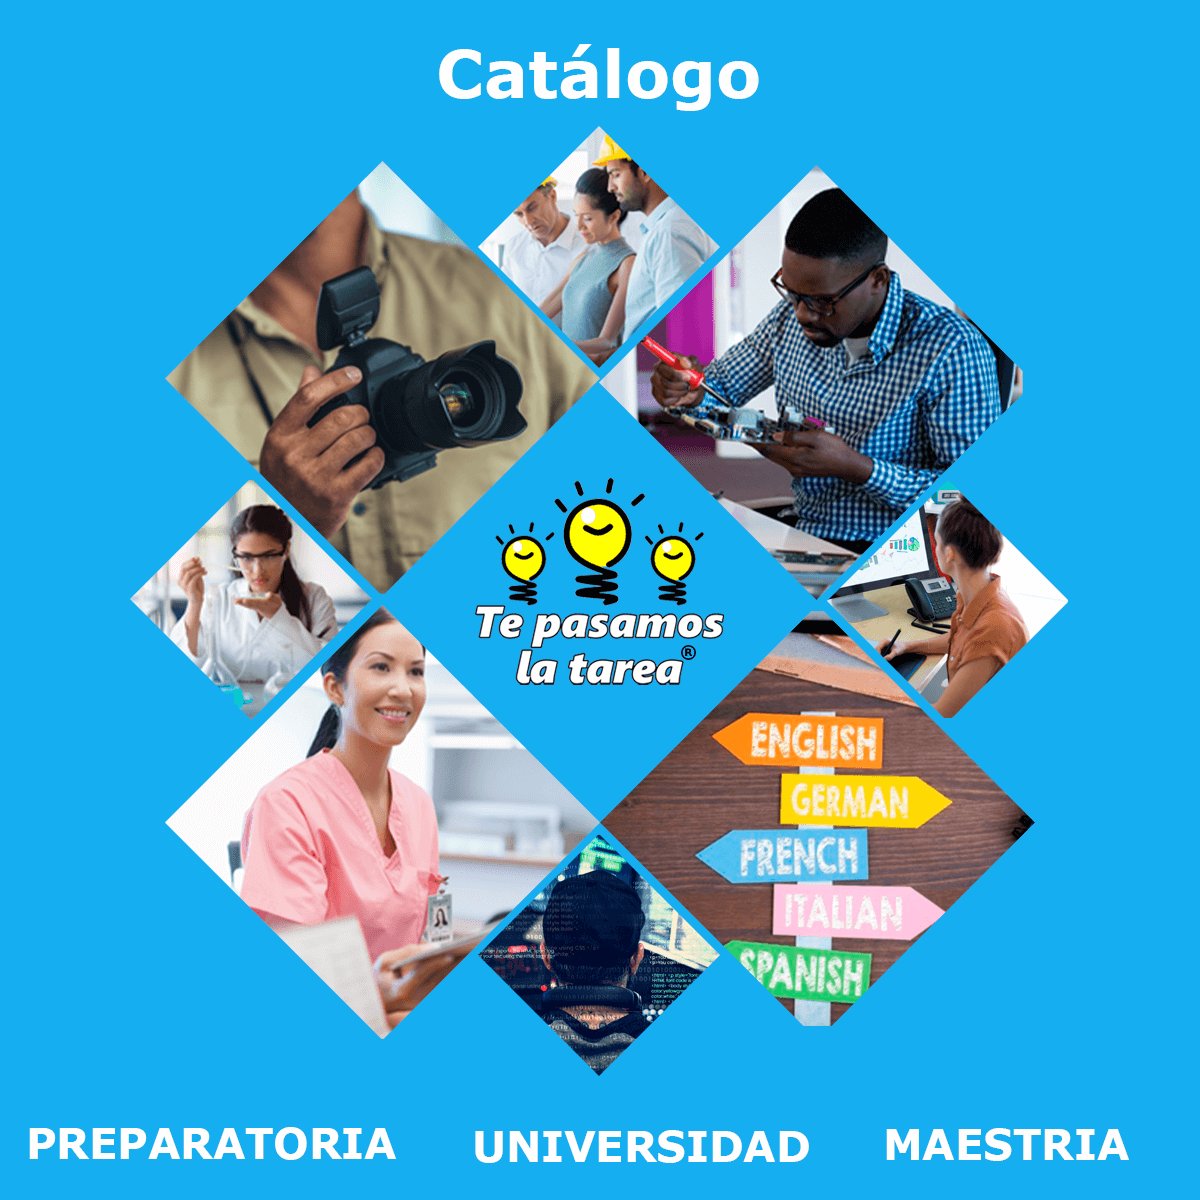 Catálogo
Te pasamos
la tarea®
ENGLISH
GERMAN
FRENCH
ITALIAN
SPANISH
PREPARATORIA
UNIVERSIDAD
MAESTRIA